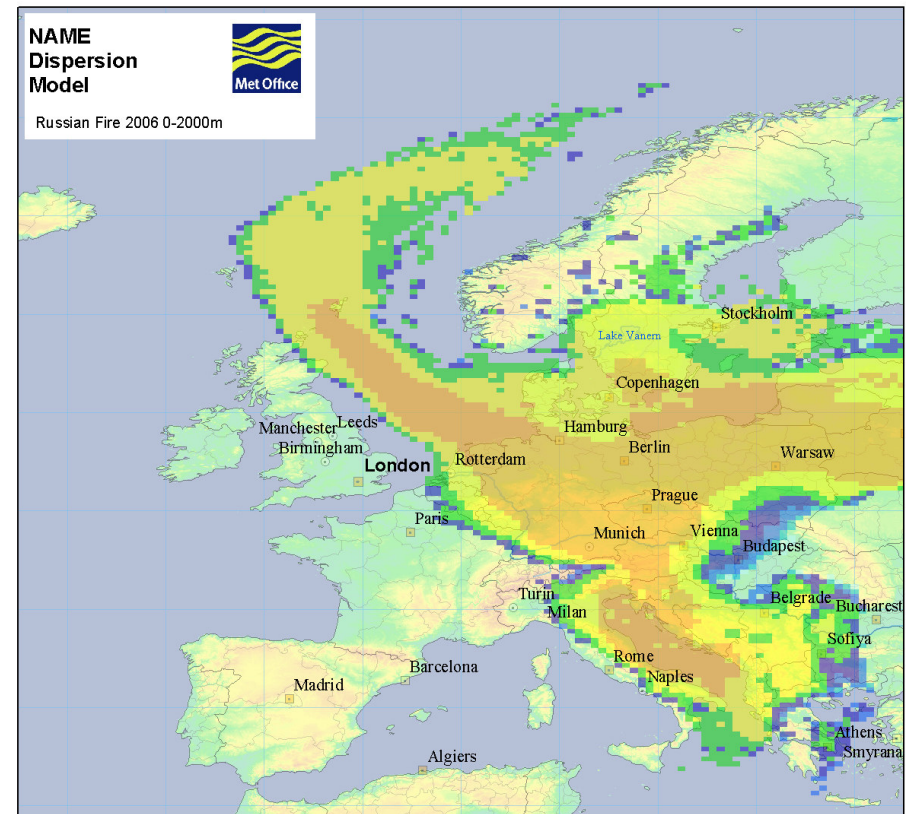 NAME
Dispersion
Model
Met Office
Russian Fire 2006 0-2000m
Stockholm
Lake Vanern
Copenhagen
Manchester
Leeds
Hamburg
Birmingham
Berlin
London
Rotterdam
Warsaw
Prague
Paris
Munich
Vienna
Budapest
Turin
Milan
Belgrade
Bucharest
Sofiya
Rome
Barcelona
Naples
Madrid
Athens
Smyrana
Algiers